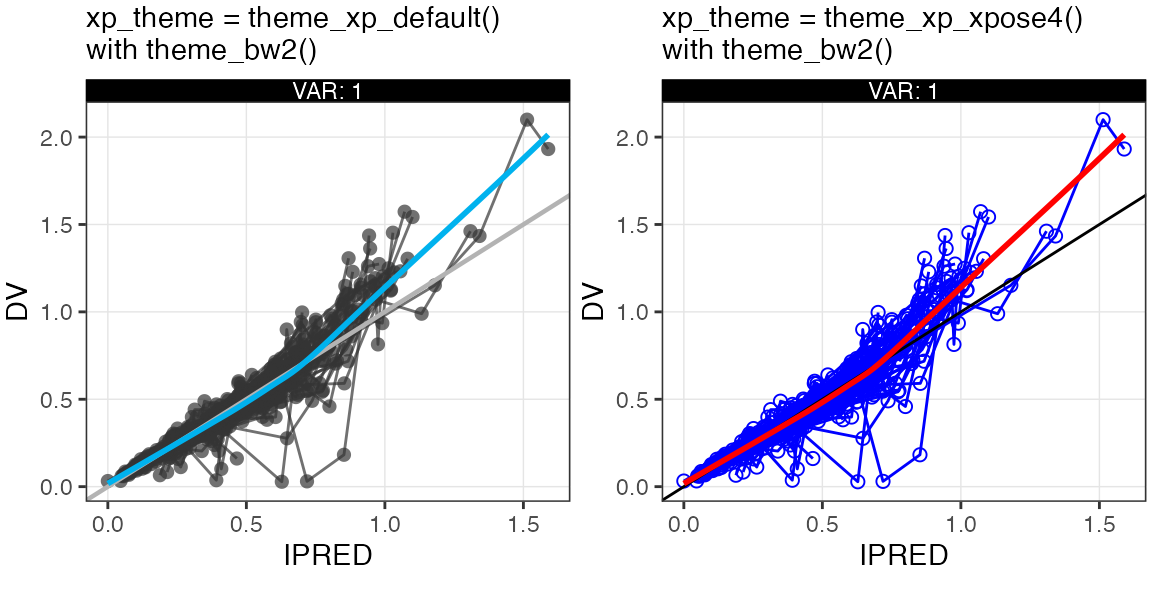 xp_theme = theme_xp_default()
with theme_bw2()
VAR: 1
DV
2.0
1.5
1.0
0.5
0.0
0.0 0.5 1.0 1.5
IPRED
xp_theme = theme_xp_xpose4()
with theme_bw2()
VAR: 1
DV
2.0
1.5
1.0
0.5
0.0
0.0 0.5 1.0 1.5
IPRED